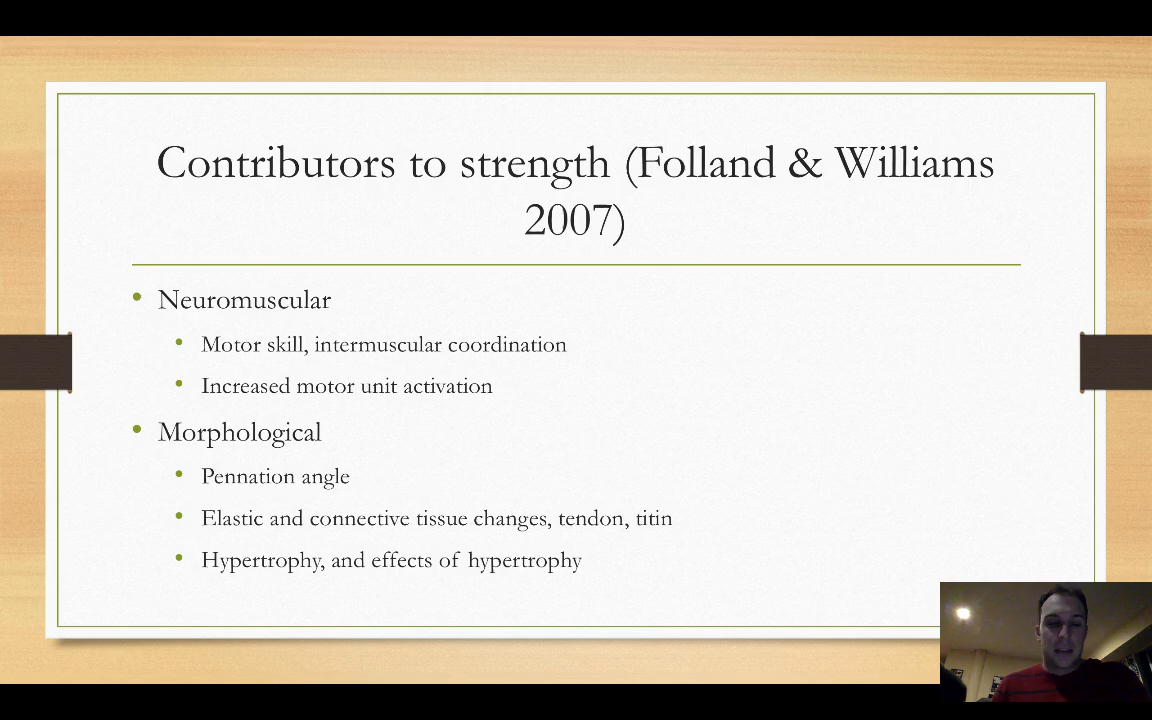 Contributors to strength (Folland & Williams
2007)
Neuromuscular
Motor skill, intermuscular coordination
Increased motor unit activation
Morphological
Pennation angle
Elastic and connective tissue changes, tendon, titin
Hypertrophy, and effects of hypertrophy